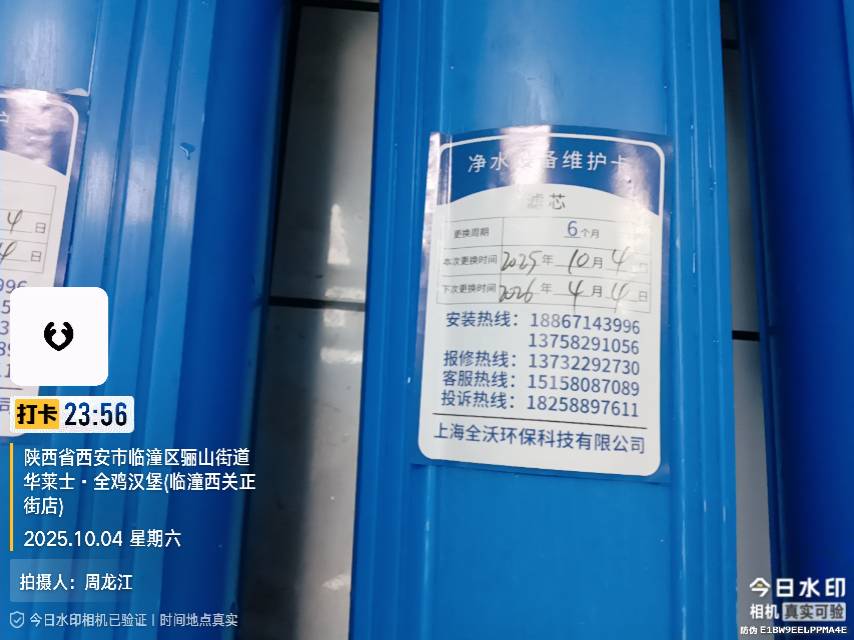 净水设备维护卡
滤芯
更换周期 6个月
本次更换时间 2025年 10月 4日
下次更换时间 2026年 4月 4日
安装热线：18867143996
13758291056
报修热线：13732292730
客服热线：15158087089
投诉热线：18258897611
上海全沃环保科技有限公司
4日
4日
打卡 23:56
陕西省西安市临潼区骊山街道
华莱士·全鸡汉堡(临潼西关正
街店)
2025.10.04 星期六
拍摄人：周龙江
今日水印相机已验证 | 时间地点真实
今日水印
相机 真实可验
防伪 E1BW9EELPPMA4E